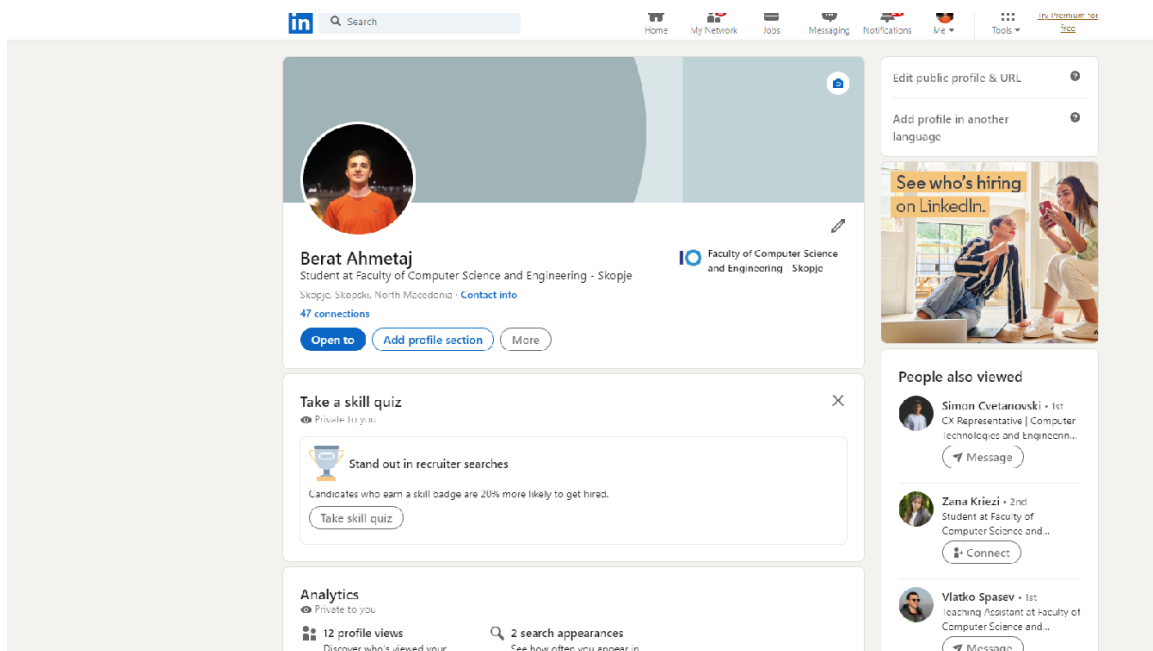 in
Search
Home
My Network
Jobs
Messaging
Notifications
Me
Tools
Try Premium for
free
Berat Ahmetaj
Student at Faculty of Computer Science and Engineering - Skopje
Skopje, Skopski, North Macedonia · Contact info
47 connections
Open to
Add profile section
More
Faculty of Computer Science
and Engineering - Skopje
Take a skill quiz
Private to you
Stand out in recruiter searches
Candidates who earn a skill badge are 20% more likely to get hired.
Take skill quiz
Analytics
Private to you
12 profile views
Discover who's viewed your
2 search appearances
See how often you appear in
Edit public profile & URL
Add profile in another
language
See who's hiring
on LinkedIn.
People also viewed
Simon Cvetanovski • 1st
CX Representative | Computer
Technologies and Engineerin...
Message
Zana Kriezi • 2nd
Student at Faculty of
Computer Science and...
Connect
Vlatko Spasev • 1st
Teaching Assistant at Faculty of
Computer Science and...
Message